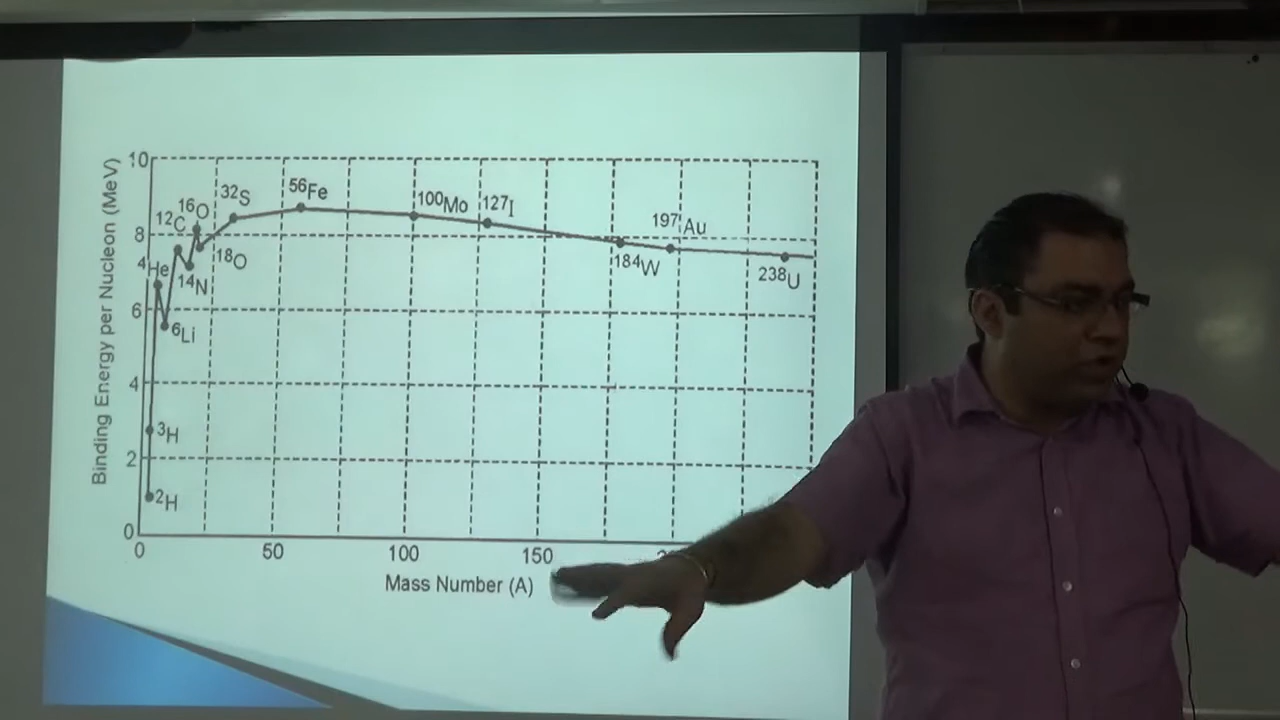 Binding Energy per Nucleon (MeV)
10
8
6
4
2
0
0 50 100 150
Mass Number (A)
²H
³H
⁴He
⁶Li
¹²C
¹⁴N
¹⁶O
¹⁸O
³²S
⁵⁶Fe
¹⁰⁰Mo
¹²⁷I
¹⁸⁴W
¹⁹⁷Au
²³⁸U